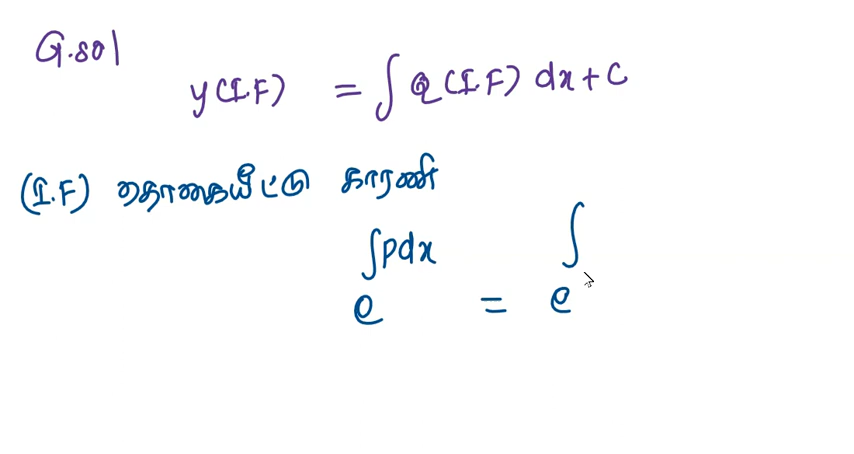 G.sol
y(I.F) = ∫ Q (I.F) dx + C
(I.F) தொகையீட்டு காரணி
e^∫pdx = e^∫